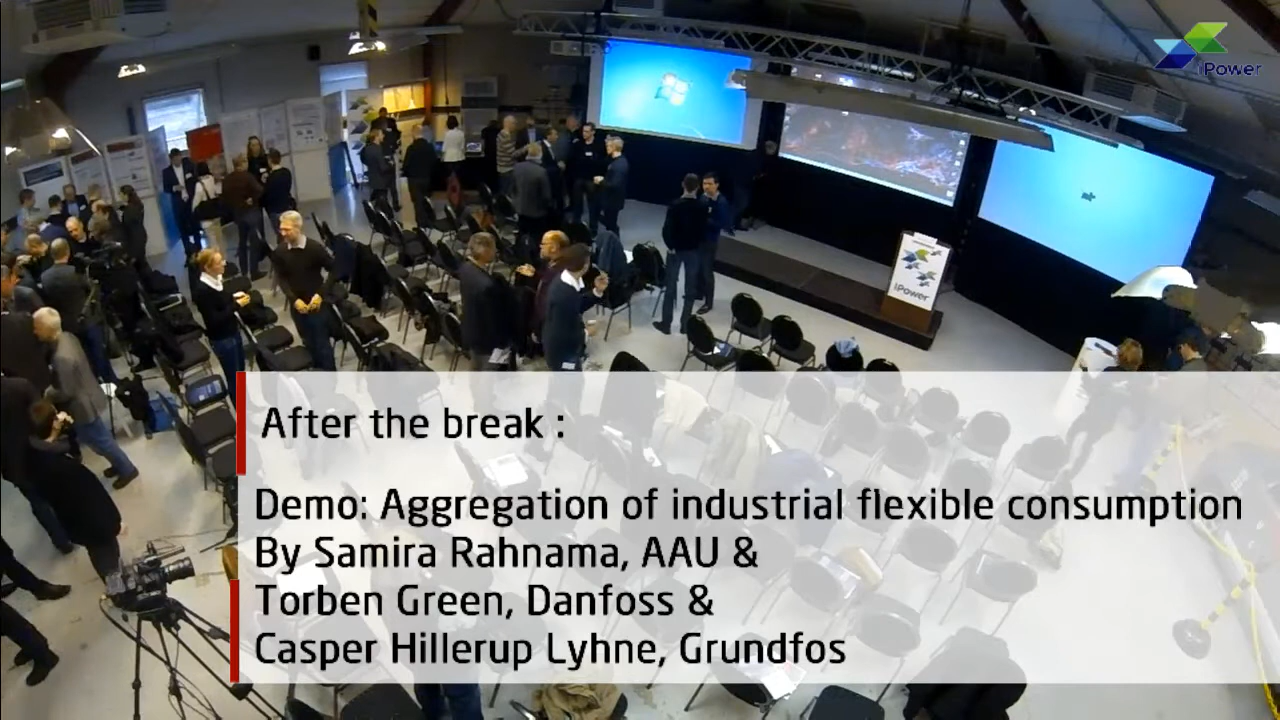 iPower
iPower
After the break :
Demo: Aggregation of industrial flexible consumption
By Samira Rahnama, AAU &
Torben Green, Danfoss &
Casper Hillerup Lyhne, Grundfos